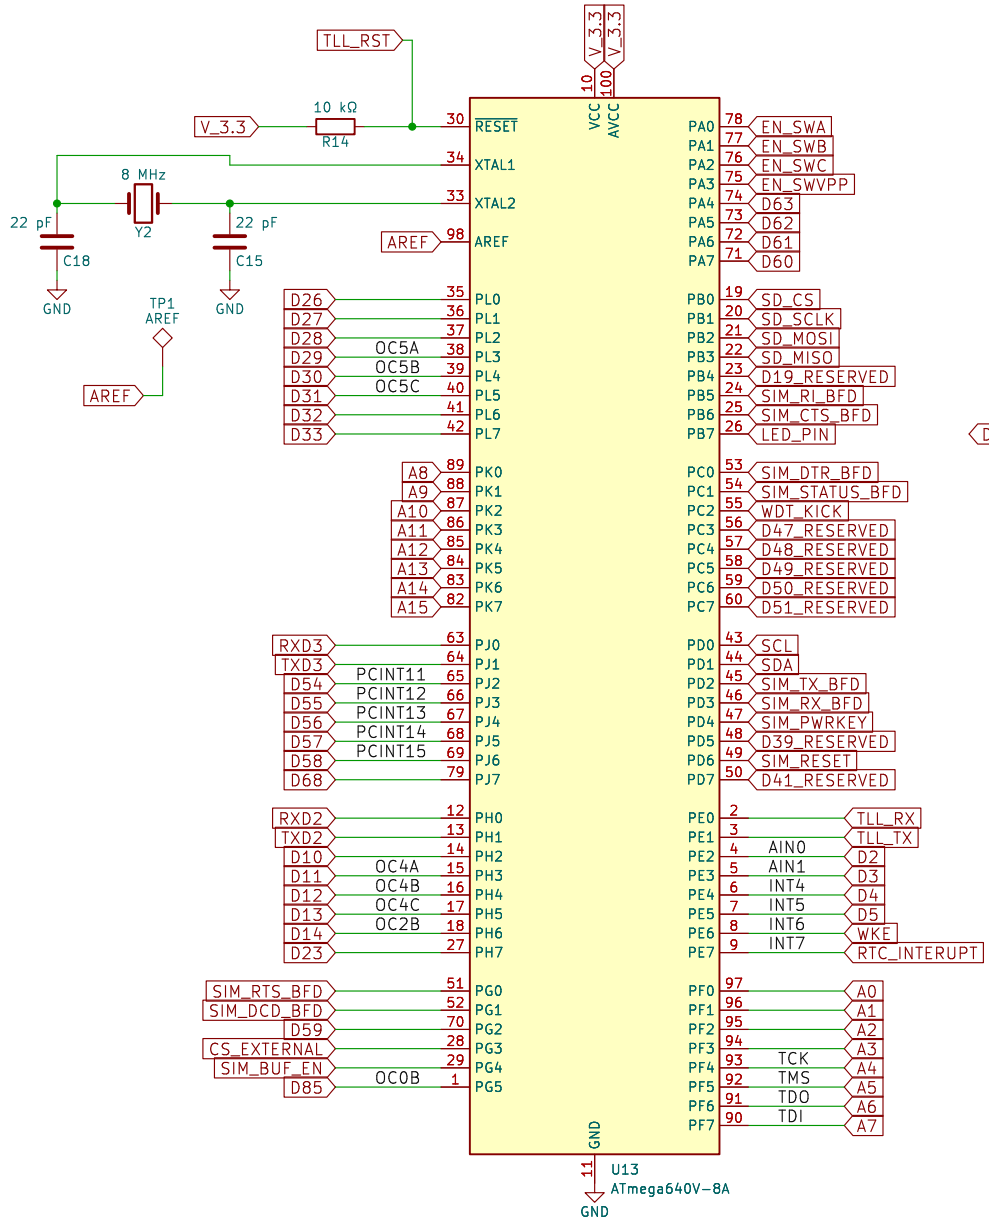 TLL_RST
V_3.3
V_3.3
10
100
VCC
AVCC
10 kΩ
V_3.3
R14
30 RESET
34 XTAL1
8 MHz
33 XTAL2
22 pF
Y2
22 pF
C18
C15
GND
GND
AREF 98 AREF
TP1
AREF
AREF
D26 35 PL0
D27 36 PL1
D28 37 PL2
D29 OC5A 38 PL3
D30 OC5B 39 PL4
D31 OC5C 40 PL5
D32 41 PL6
D33 42 PL7
A8 89 PK0
A9 88 PK1
A10 87 PK2
A11 86 PK3
A12 85 PK4
A13 84 PK5
A14 83 PK6
A15 82 PK7
RXD3 63 PJ0
TXD3 64 PJ1
D54 PCINT11 65 PJ2
D55 PCINT12 66 PJ3
D56 PCINT13 67 PJ4
D57 PCINT14 68 PJ5
D58 PCINT15 69 PJ6
D68 79 PJ7
RXD2 12 PH0
TXD2 13 PH1
D10 14 PH2
D11 OC4A 15 PH3
D12 OC4B 16 PH4
D13 OC4C 17 PH5
D14 OC2B 18 PH6
D23 27 PH7
SIM_RTS_BFD 51 PG0
SIM_DCD_BFD 52 PG1
D59 70 PG2
CS_EXTERNAL 28 PG3
SIM_BUF_EN 29 PG4
D85 OC0B 1 PG5
PA0 78 EN_SWA
PA1 77 EN_SWB
PA2 76 EN_SWC
PA3 75 EN_SWVPP
PA4 74 D63
PA5 73 D62
PA6 72 D61
PA7 71 D60
PB0 19 SD_CS
PB1 20 SD_SCLK
PB2 21 SD_MOSI
PB3 22 SD_MISO
PB4 23 D19_RESERVED
PB5 24 SIM_RI_BFD
PB6 25 SIM_CTS_BFD
PB7 26 LED_PIN
PC0 53 SIM_DTR_BFD
PC1 54 SIM_STATUS_BFD
PC2 55 WDT_KICK
PC3 56 D47_RESERVED
PC4 57 D48_RESERVED
PC5 58 D49_RESERVED
PC6 59 D50_RESERVED
PC7 60 D51_RESERVED
PD0 43 SCL
PD1 44 SDA
PD2 45 SIM_TX_BFD
PD3 46 SIM_RX_BFD
PD4 47 SIM_PWRKEY
PD5 48 D39_RESERVED
PD6 49 SIM_RESET
PD7 50 D41_RESERVED
PE0 2 TLL_RX
PE1 3 TLL_TX
PE2 4 AIN0 D2
PE3 5 AIN1 D3
PE4 6 INT4 D4
PE5 7 INT5 D5
PE6 8 INT6 WKE
PE7 9 INT7 RTC_INTERUPT
PF0 97 A0
PF1 96 A1
PF2 95 A2
PF3 94 A3
PF4 93 TCK A4
PF5 92 TMS A5
PF6 91 TDO A6
PF7 90 TDI A7
GND
11
U13
ATmega640V-8A
GND